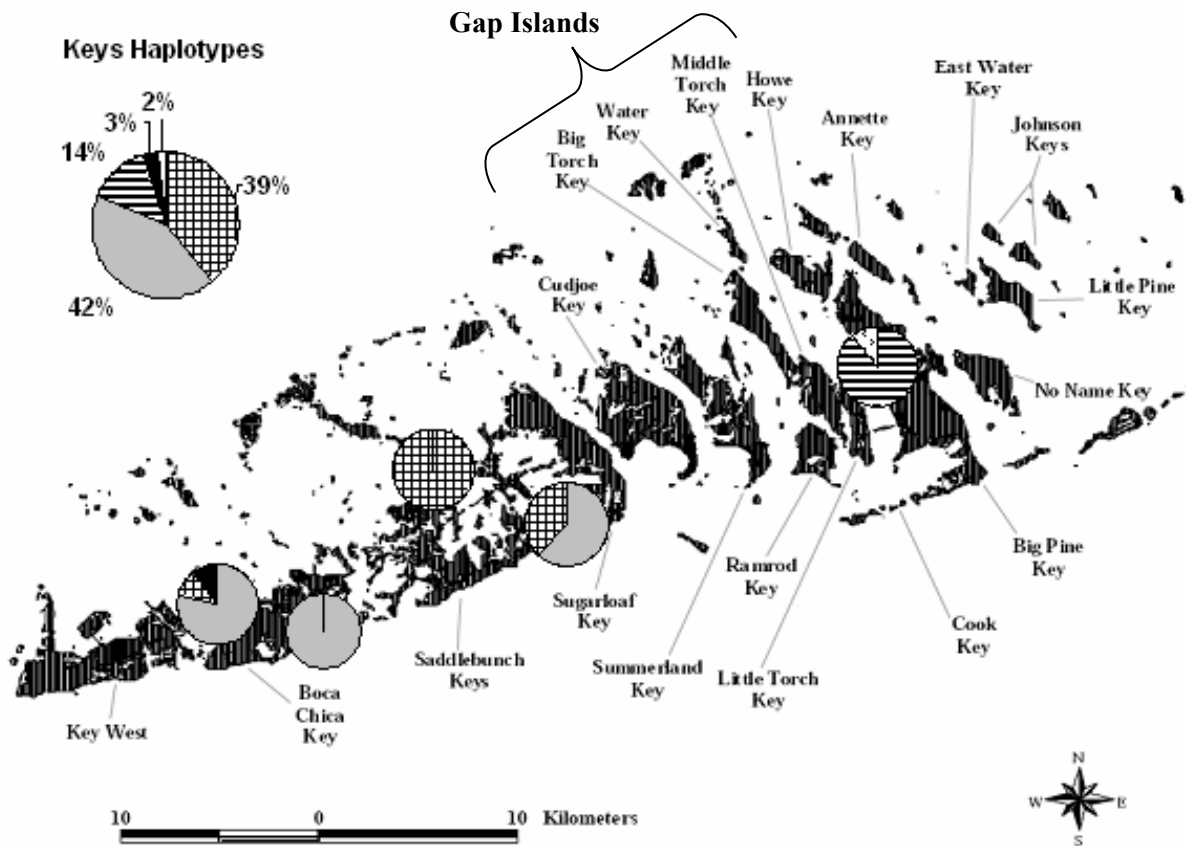 Gap Islands
Keys Haplotypes
2%
3%
14%
39%
42%
Middle
Torch
Key
Howe
Key
East Water
Key
Water
Key
Annette
Key
Johnson
Keys
Big
Torch
Key
Cudjoe
Key
Little Pine
Key
No Name Key
Big Pine
Key
Ramrod
Key
Cook
Key
Sugarloaf
Key
Summerland
Key
Little Torch
Key
Saddlebunch
Keys
Boca
Chica
Key
Key West
N
W
E
S
10
0
10
Kilometers